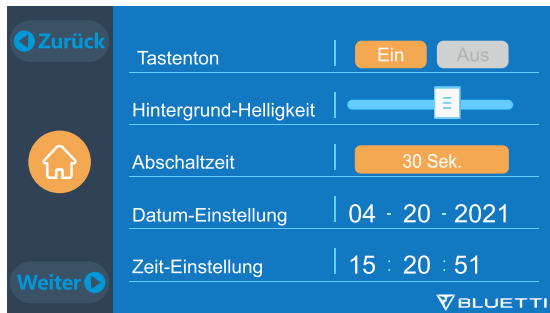 Zurück
Tastenton Ein Aus
Hintergrund-Helligkeit
Abschaltzeit 30 Sek.
Datum-Einstellung 04 - 20 - 2021
Zeit-Einstellung 15 : 20 : 51
Weiter
BLUETTI